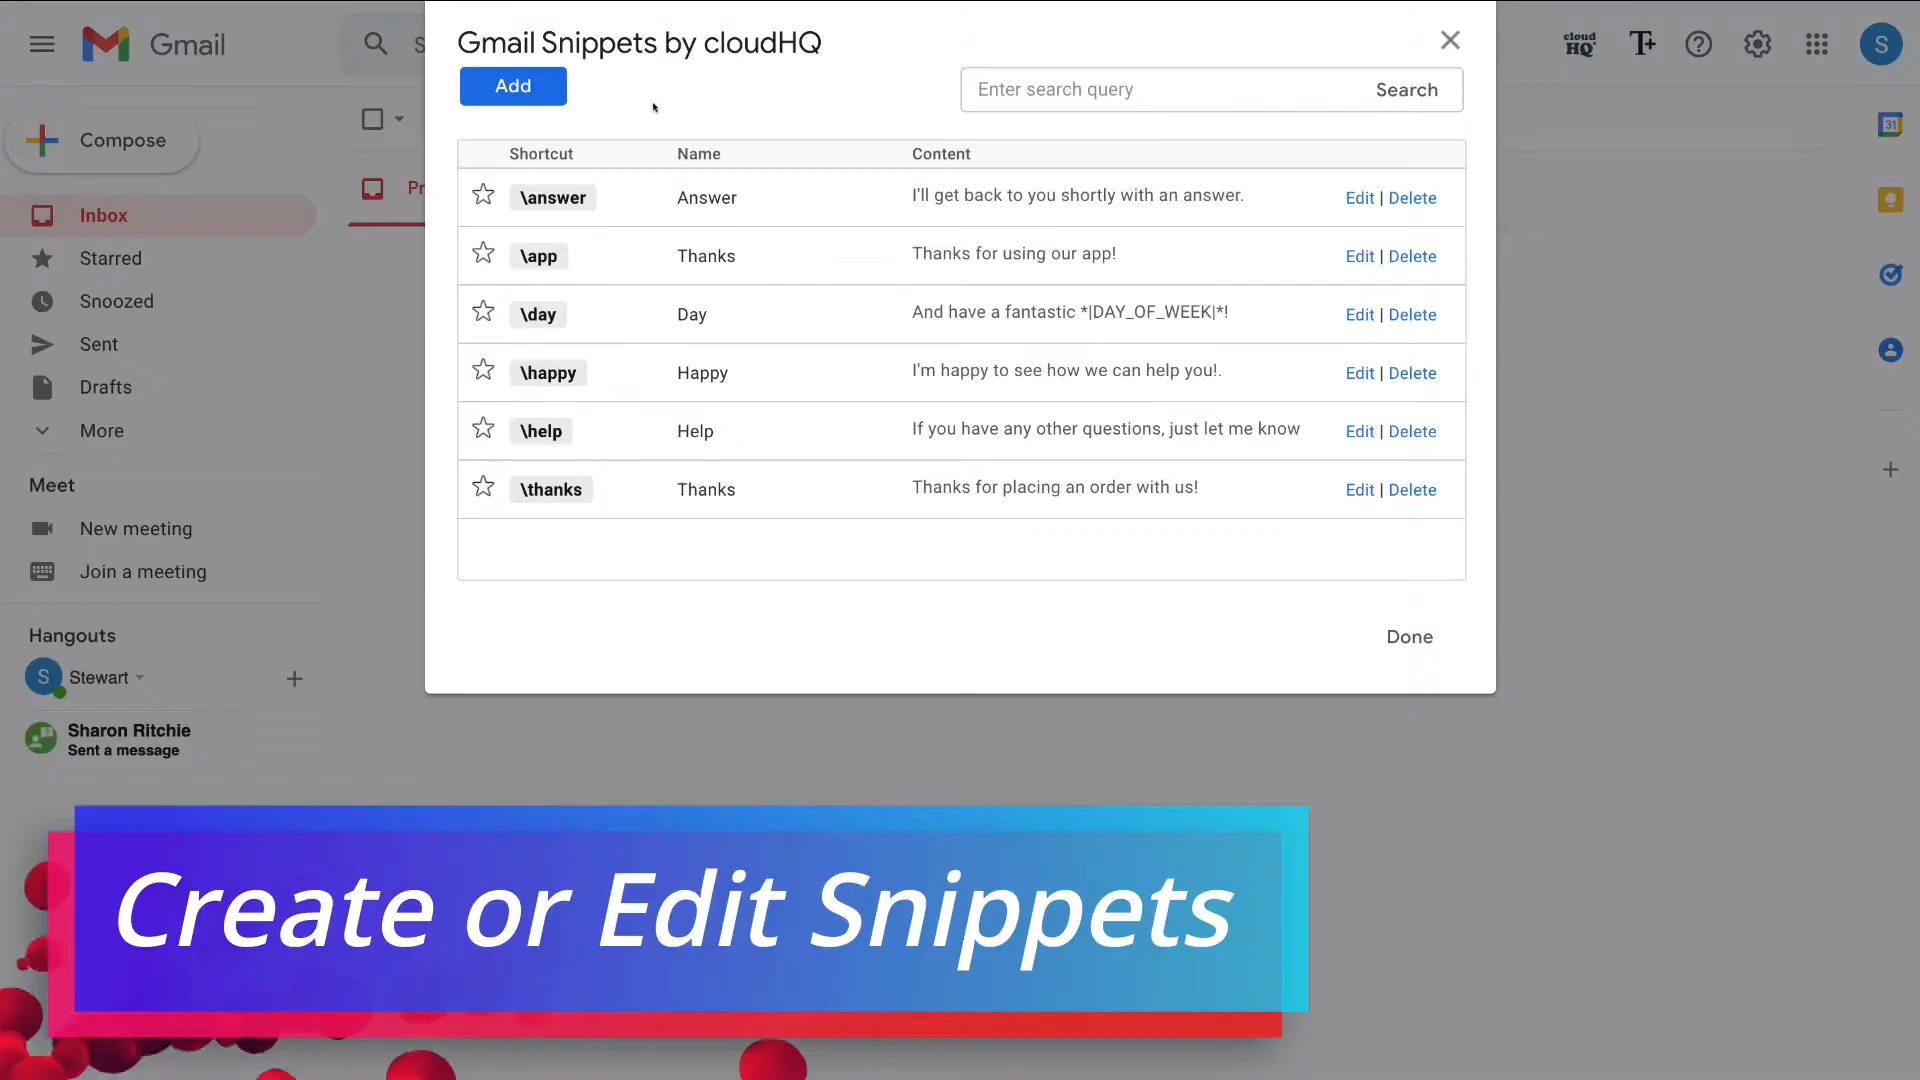 Gmail
S
Gmail Snippets by cloudHQ
Add
Enter search query
Search
cloud
HQ
T+
S
Compose
Pr
31
Shortcut Name Content
\answer Answer I'll get back to you shortly with an answer. Edit | Delete
\app Thanks Thanks for using our app! Edit | Delete
\day Day And have a fantastic *|DAY_OF_WEEK|*! Edit | Delete
\happy Happy I'm happy to see how we can help you!. Edit | Delete
\help Help If you have any other questions, just let me know Edit | Delete
\thanks Thanks Thanks for placing an order with us! Edit | Delete
Done
Inbox
Starred
Snoozed
Sent
Drafts
More
Meet
New meeting
Join a meeting
Hangouts
S
Stewart
Sharon Ritchie
Sent a message
Create or Edit Snippets